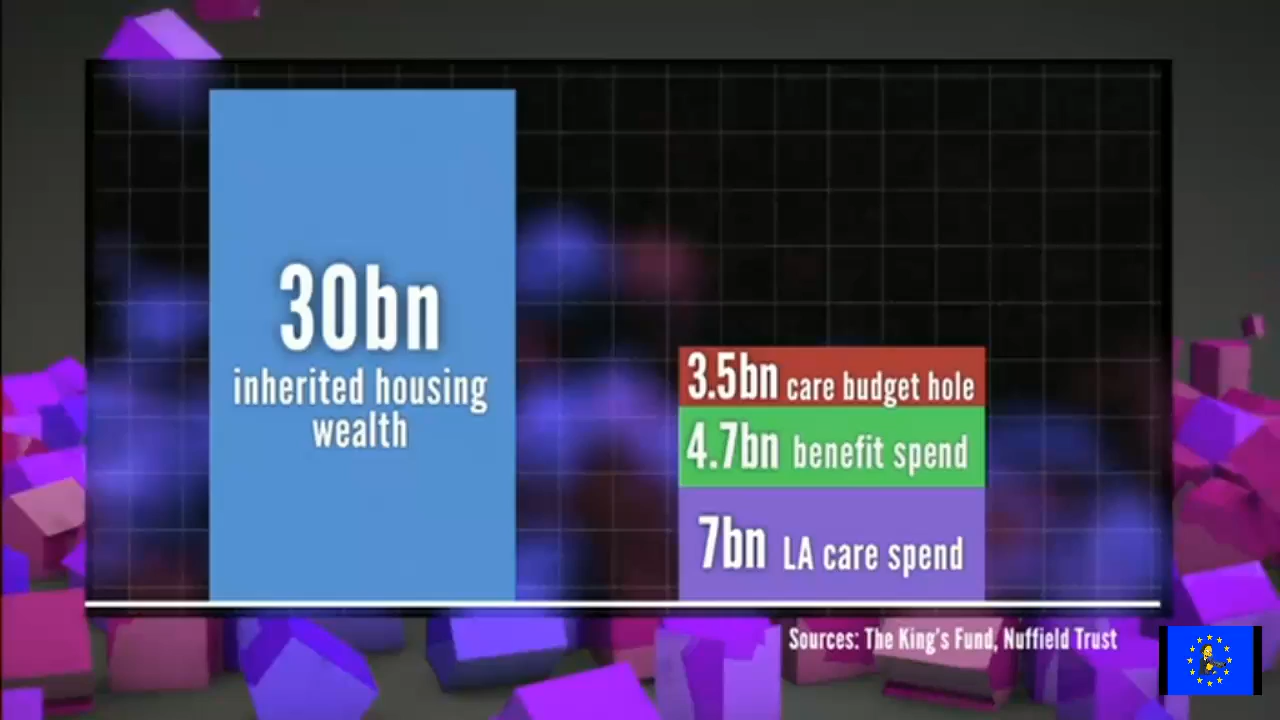 30bn
inherited housing
wealth
3.5bn care budget hole
4.7bn benefit spend
7bn LA care spend
Sources: The King's Fund, Nuffield Trust